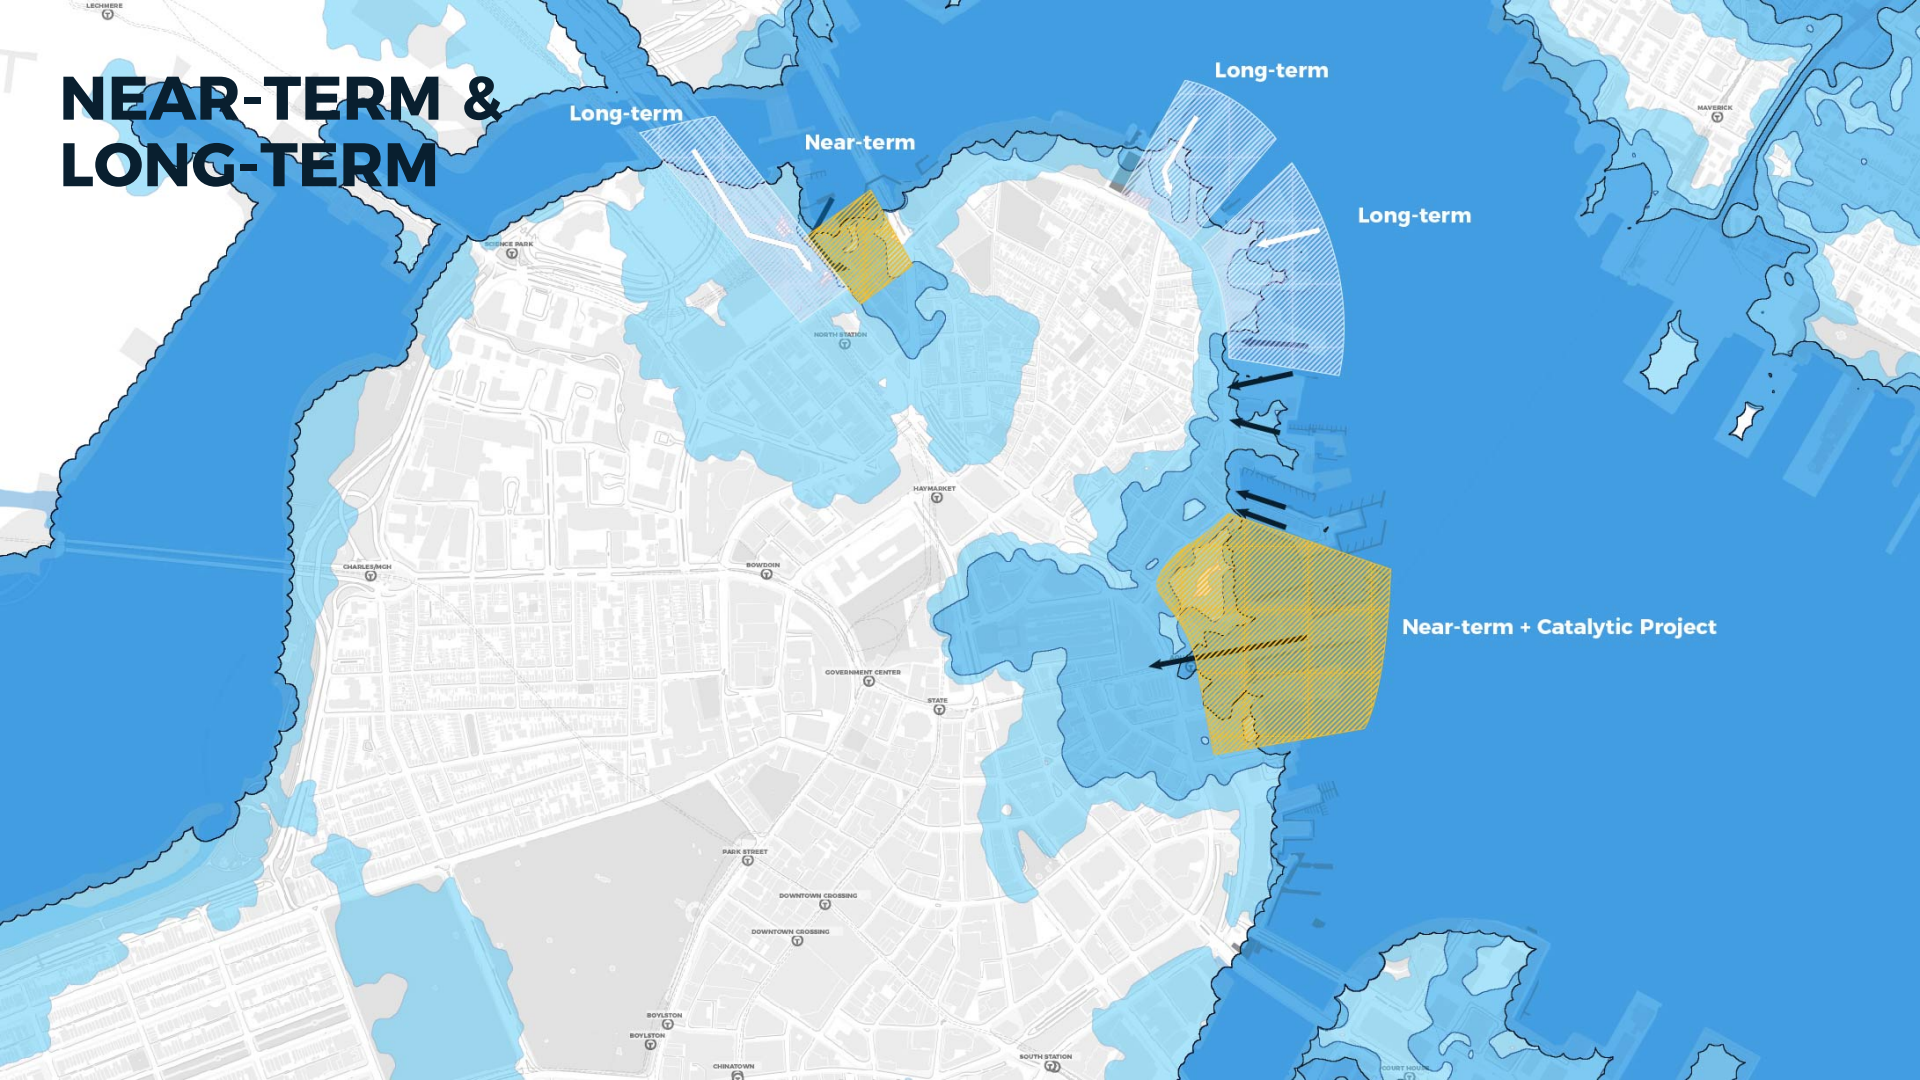 LECHMERE
NEAR-TERM &
LONG-TERM
Long-term
Long-term
Near-term
MAVERICK
Long-term
SCIENCE PARK
NORTH STATION
HAYMARKET
CHARLES/MGH
BOWDOIN
Near-term + Catalytic Project
GOVERNMENT CENTER
STATE
PARK STREET
DOWNTOWN CROSSING
DOWNTOWN CROSSING
BOYLSTON
BOYLSTON
SOUTH STATION
CHINATOWN
COURT HOUSE